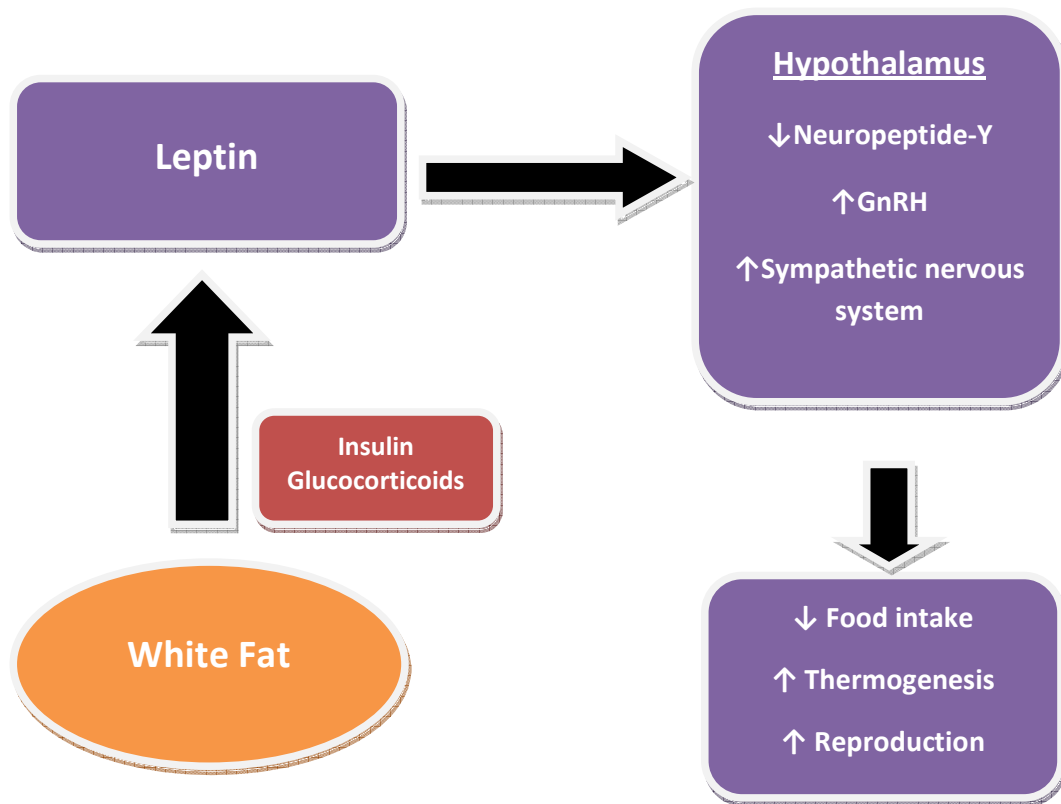 Leptin
Hypothalamus
↓Neuropeptide-Y
↑GnRH
↑Sympathetic nervous
system
Insulin
Glucocorticoids
White Fat
↓ Food intake
↑ Thermogenesis
↑ Reproduction